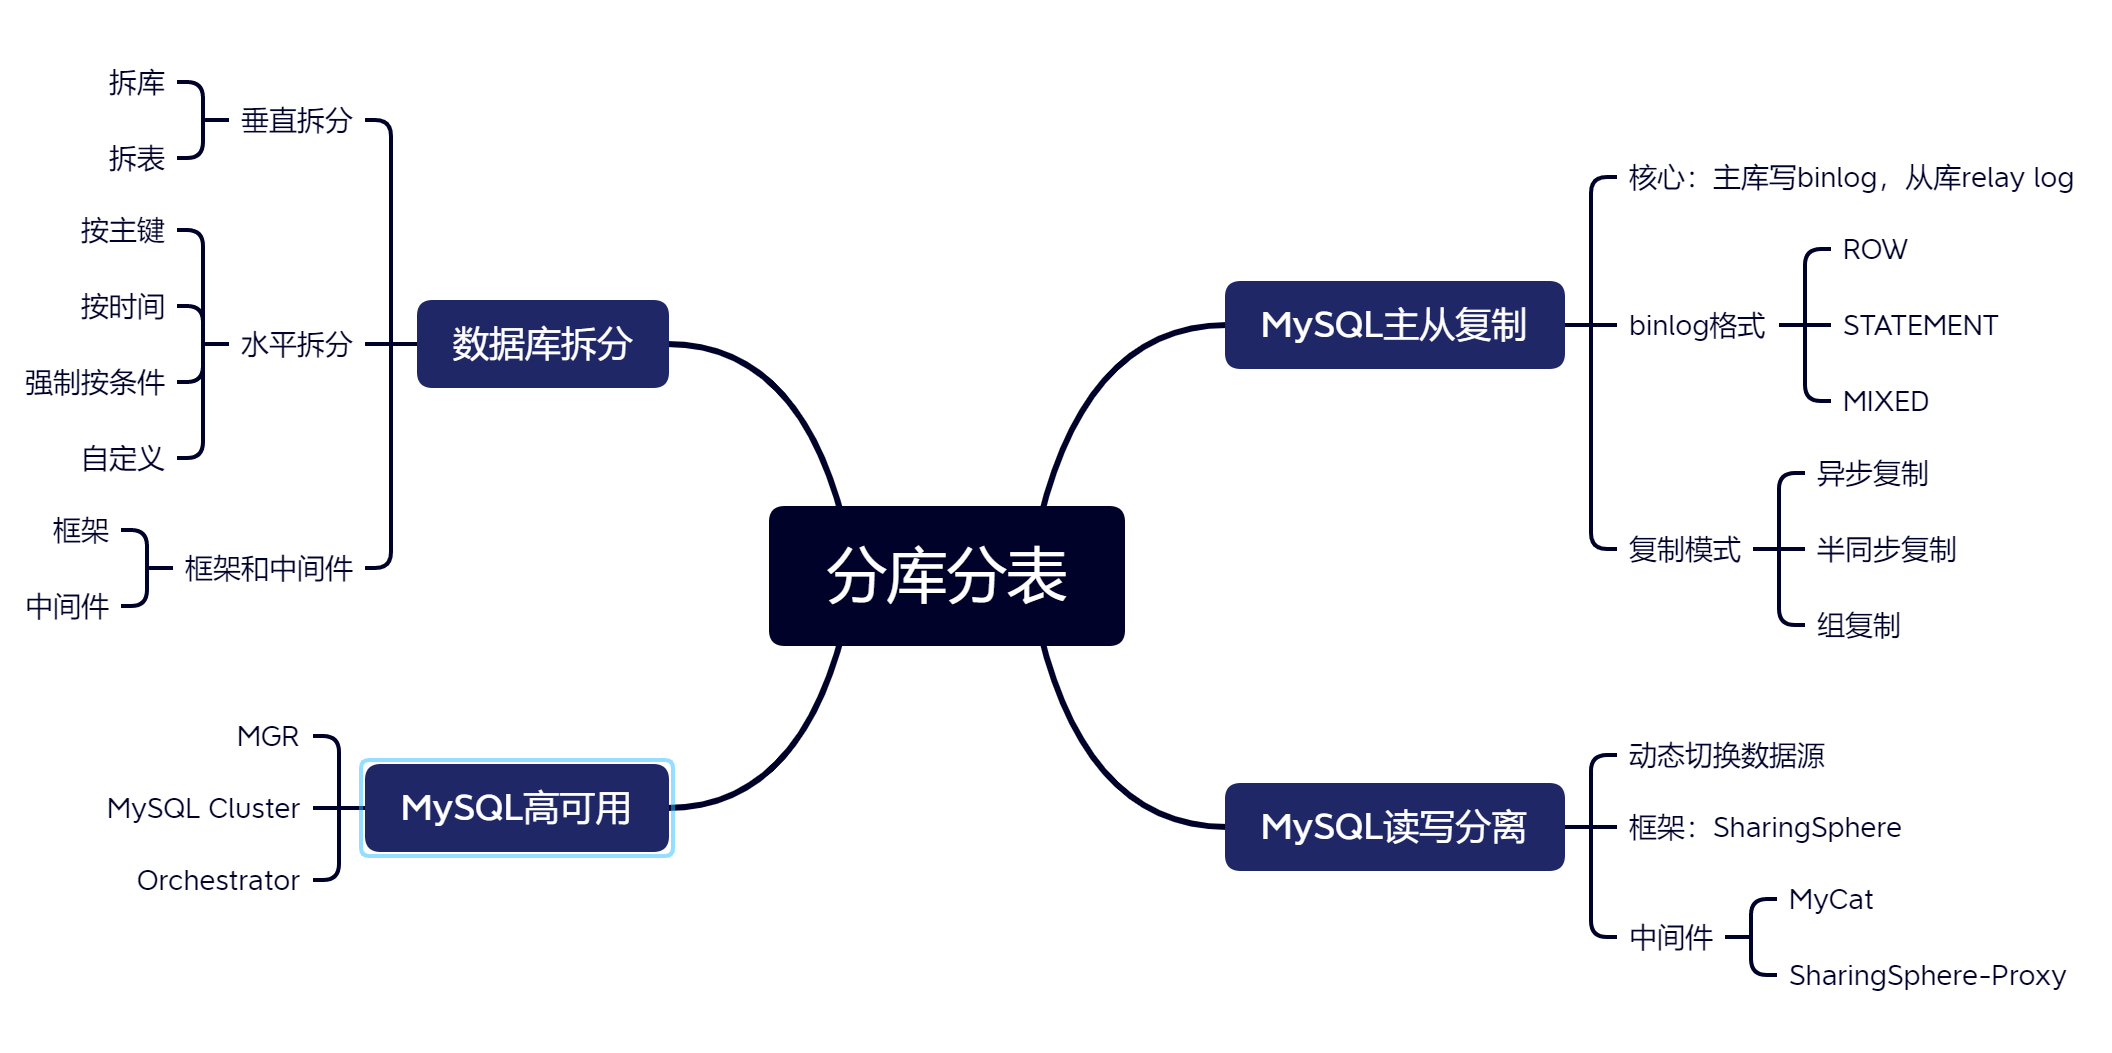 分库分表
MySQL主从复制
核心：主库写binlog，从库relay log
binlog格式
ROW
STATEMENT
MIXED
复制模式
异步复制
半同步复制
组复制
MySQL读写分离
动态切换数据源
框架：SharingSphere
中间件
MyCat
SharingSphere-Proxy
数据库拆分
垂直拆分
拆库
拆表
水平拆分
按主键
按时间
强制按条件
自定义
框架和中间件
框架
中间件
MySQL高可用
MGR
MySQL Cluster
Orchestrator